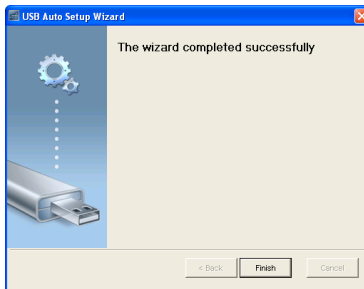 USB Auto Setup Wizard
The wizard completed successfully
< Back
Finish
Cancel